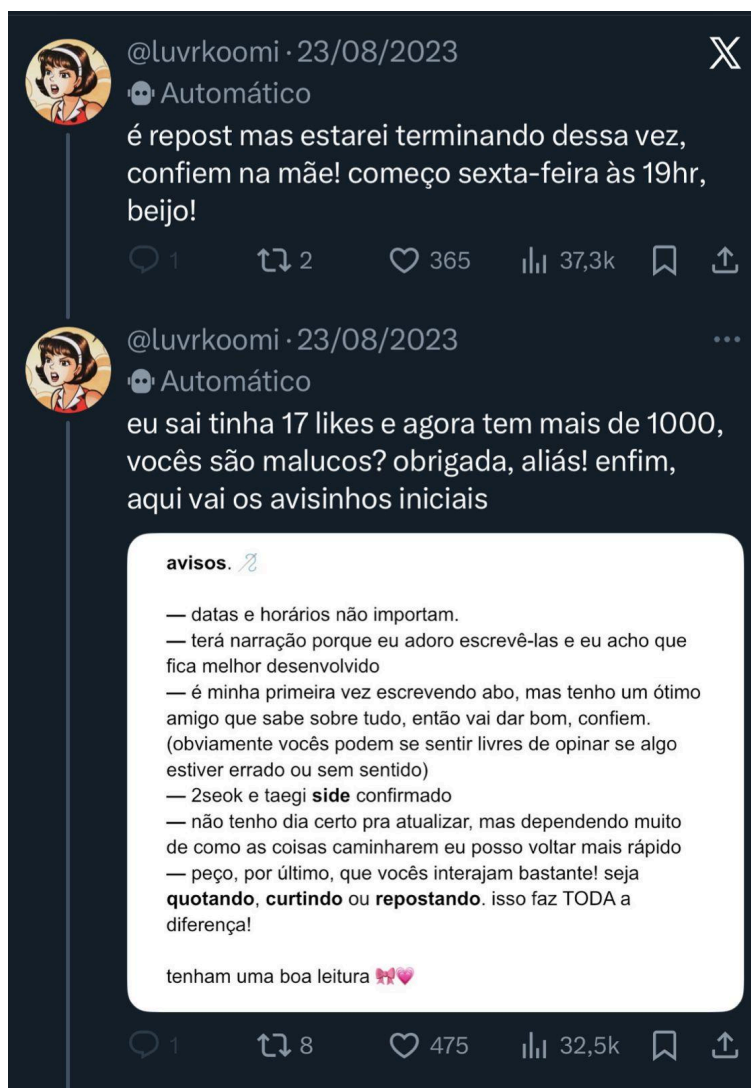 @luvrkoomi · 23/08/2023
Automático
é repost mas estarei terminando dessa vez,
confiem na mãe! começo sexta-feira às 19hr,
beijo!
1 2 365 37,3k
@luvrkoomi · 23/08/2023
Automático
eu sai tinha 17 likes e agora tem mais de 1000,
vocês são malucos? obrigada, aliás! enfim,
aqui vai os avisinhos iniciais
avisos.
— datas e horários não importam.
— terá narração porque eu adoro escrevê-las e eu acho que
fica melhor desenvolvido
— é minha primeira vez escrevendo abo, mas tenho um ótimo
amigo que sabe sobre tudo, então vai dar bom, confiem.
(obviamente vocês podem se sentir livres de opinar se algo
estiver errado ou sem sentido)
— 2seok e taegi side confirmado
— não tenho dia certo pra atualizar, mas dependendo muito
de como as coisas caminharem eu posso voltar mais rápido
— peço, por último, que vocês interajam bastante! seja
quotando, curtindo ou repostando. isso faz TODA a
diferença!
tenham uma boa leitura 🎀💗
1 8 475 32,5k